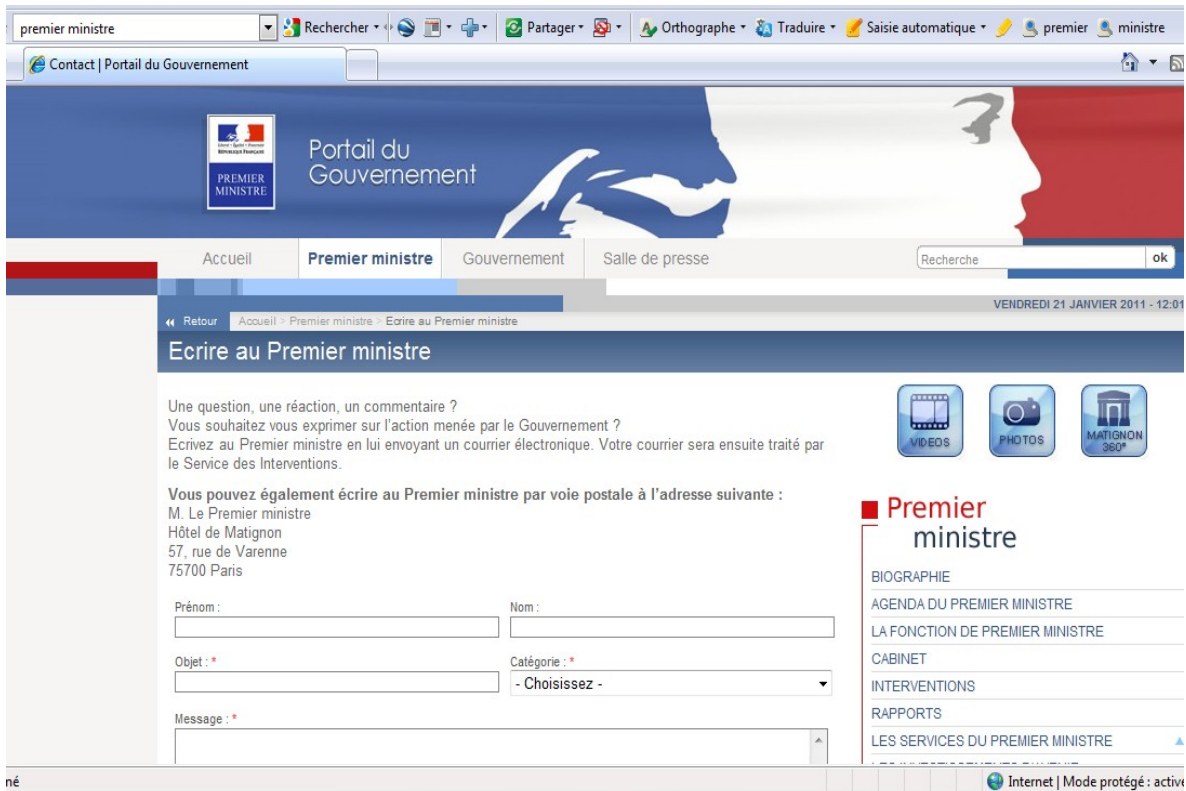 premier ministre
Rechercher
Partager
Orthographe
Traduire
Saisie automatique
premier
ministre
Contact | Portail du Gouvernement
PREMIER
MINISTRE
Portail du
Gouvernement
Accueil
Premier ministre
Gouvernement
Salle de presse
Recherche
ok
VENDREDI 21 JANVIER 2011 - 12:01
Retour
Accueil > Premier ministre > Ecrire au Premier ministre
Ecrire au Premier ministre
Une question, une réaction, un commentaire ?
Vous souhaitez vous exprimer sur l'action menée par le Gouvernement ?
Ecrivez au Premier ministre en lui envoyant un courrier électronique. Votre courrier sera ensuite traité par
le Service des Interventions.
Vous pouvez également écrire au Premier ministre par voie postale à l'adresse suivante :
M. Le Premier ministre
Hôtel de Matignon
57, rue de Varenne
75700 Paris
Prénom :
Nom :
Objet : *
Catégorie : *
- Choisissez -
Message : *
VIDEOS
PHOTOS
MATIGNON
360°
Premier
ministre
BIOGRAPHIE
AGENDA DU PREMIER MINISTRE
LA FONCTION DE PREMIER MINISTRE
CABINET
INTERVENTIONS
RAPPORTS
LES SERVICES DU PREMIER MINISTRE
né
Internet | Mode protégé : active